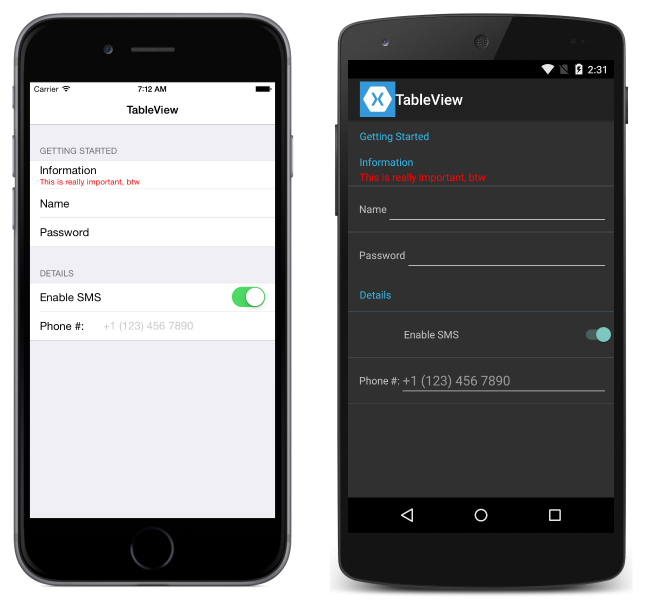 Carrier 7:12 AM
TableView
GETTING STARTED
Information
This is really important, btw
Name
Password
DETAILS
Enable SMS
Phone #: +1 (123) 456 7890
2:31
TableView
Getting Started
Information
This is really important, btw
Name
Password
Details
Enable SMS
Phone #: +1 (123) 456 7890